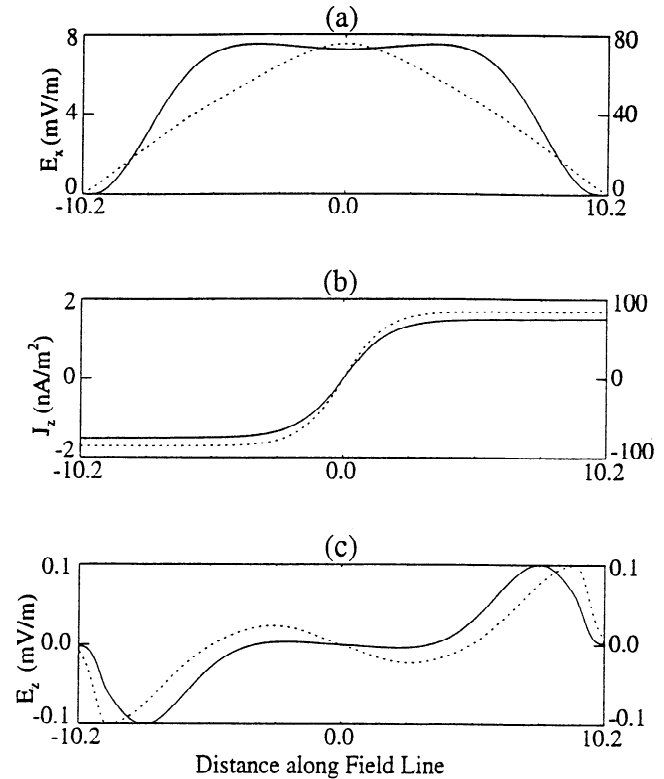 (a)
8 80
E_x (mV/m)
4 40
0 0
-10.2 0.0 10.2
(b)
2 100
J_z (nA/m²)
0 0
-2 -100
-10.2 0.0 10.2
(c)
0.1 0.1
E_z (mV/m)
0.0 0.0
-0.1 -0.1
-10.2 0.0 10.2
Distance along Field Line